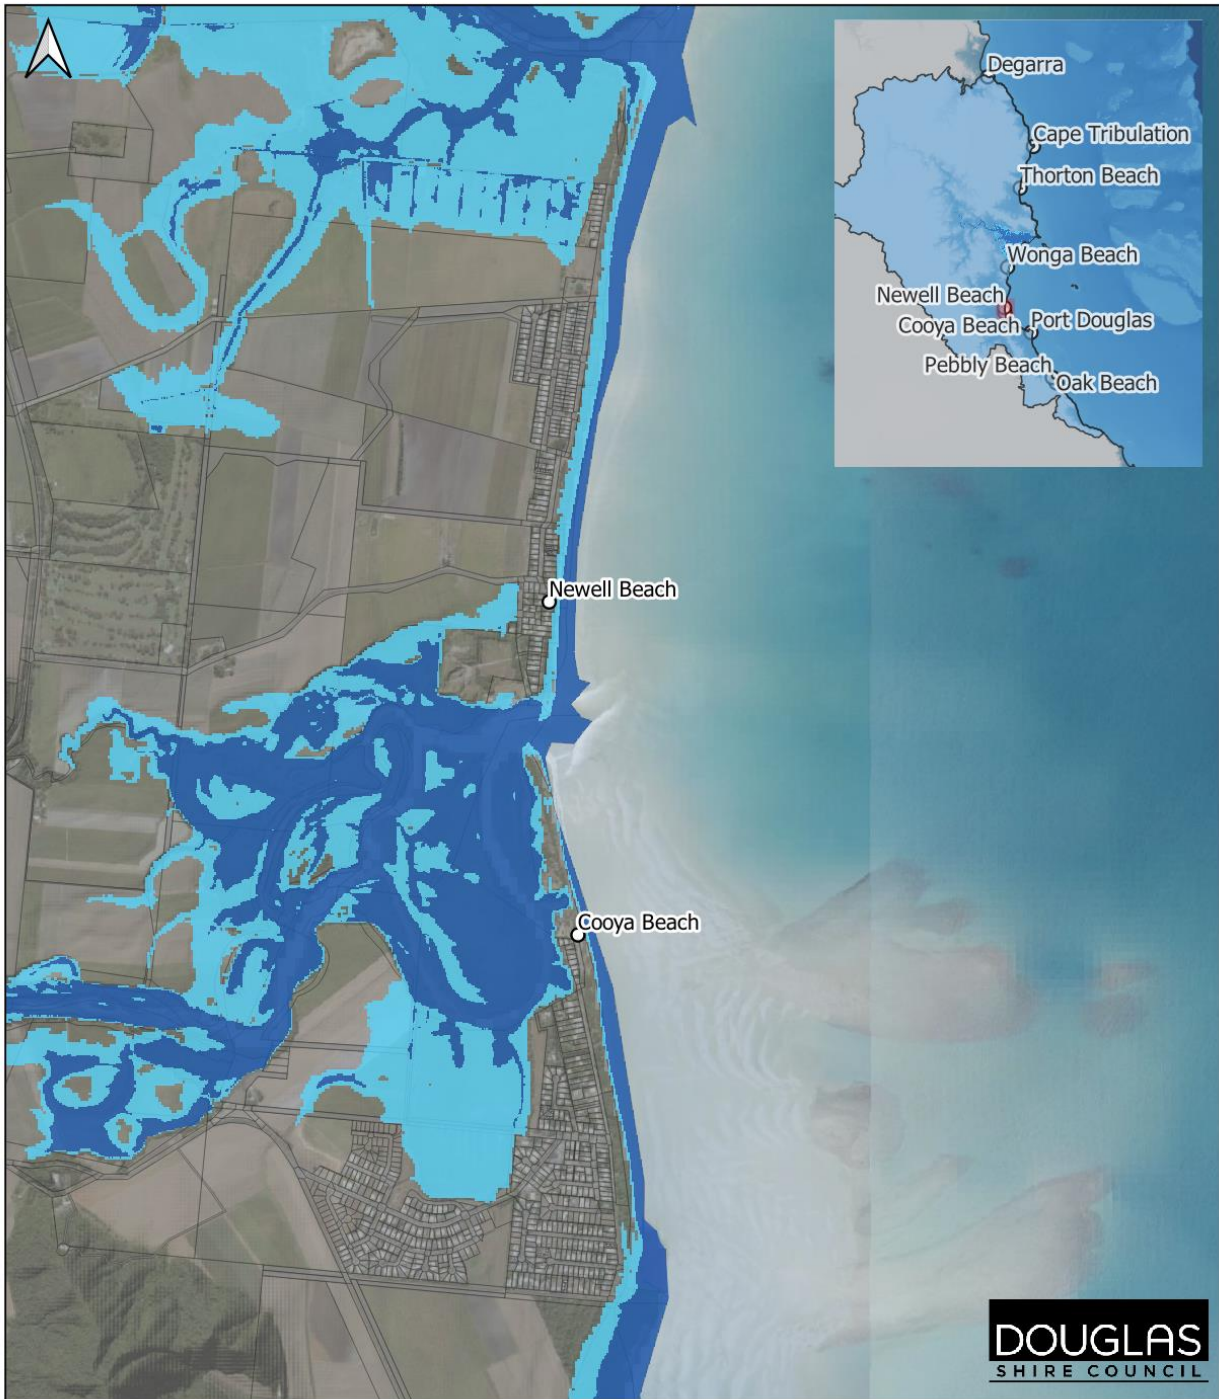 Degarra
Cape Tribulation
Thorton Beach
Wonga Beach
Newell Beach
Cooya Beach
Port Douglas
Pebbly Beach
Oak Beach
Newell Beach
Cooya Beach
DOUGLAS
SHIRE COUNCIL